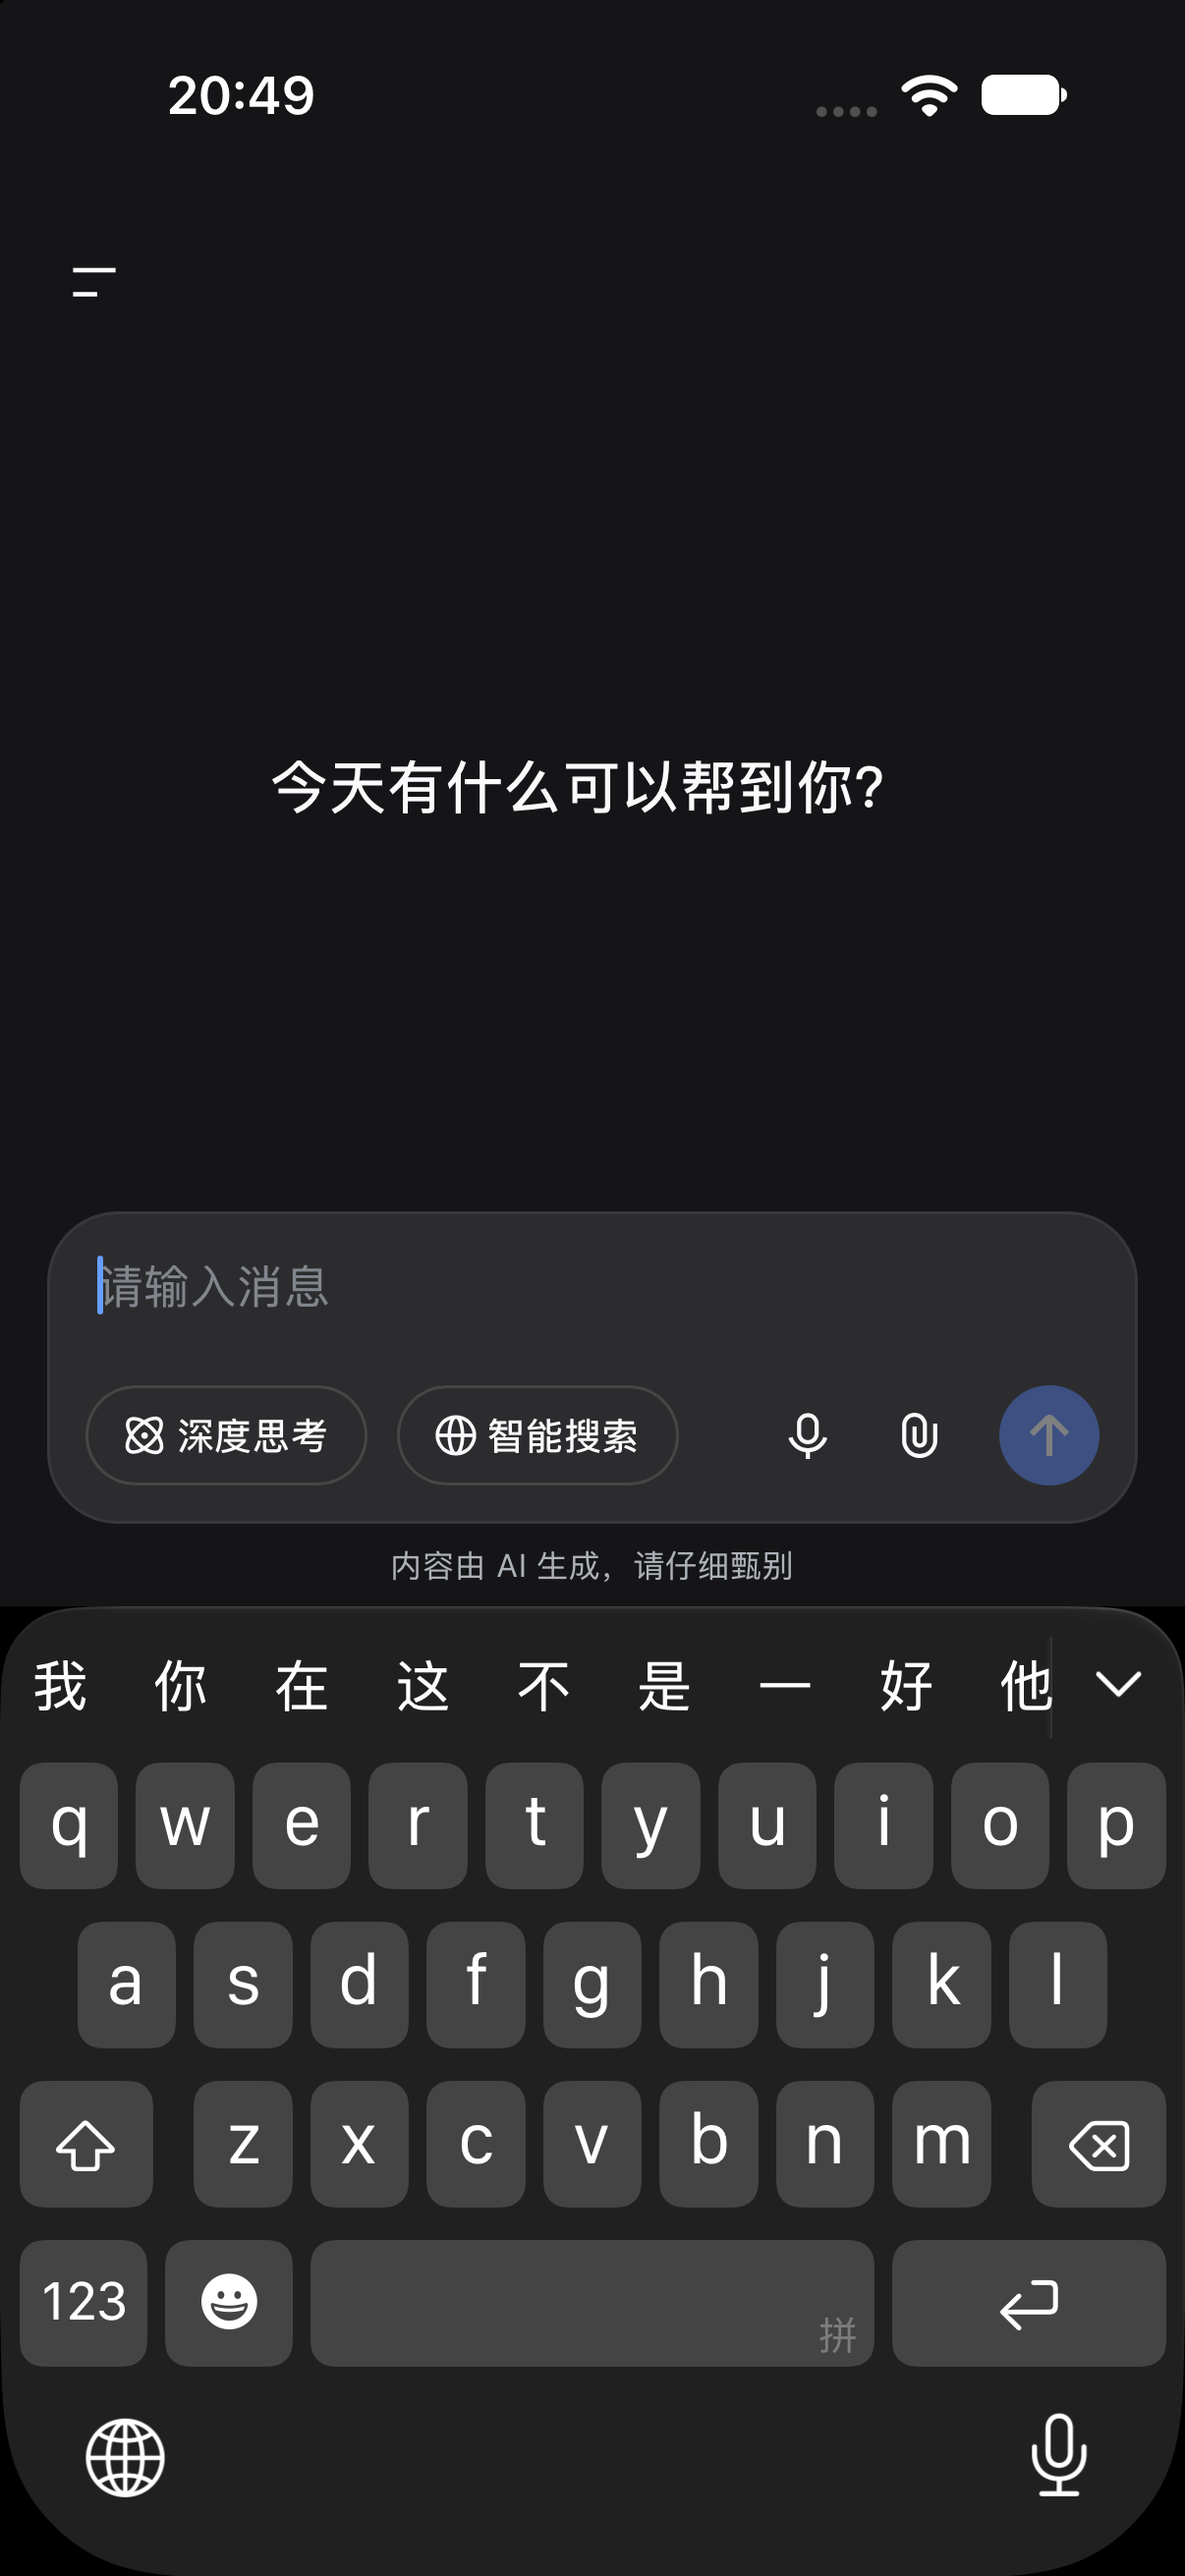 20:49
今天有什么可以帮到你?
请输入消息
深度思考 智能搜索
内容由 AI 生成，请仔细甄别
我 你 在 这 不 是 一 好 他
q w e r t y u i o p
a s d f g h j k l
z x c v b n m
123 拼